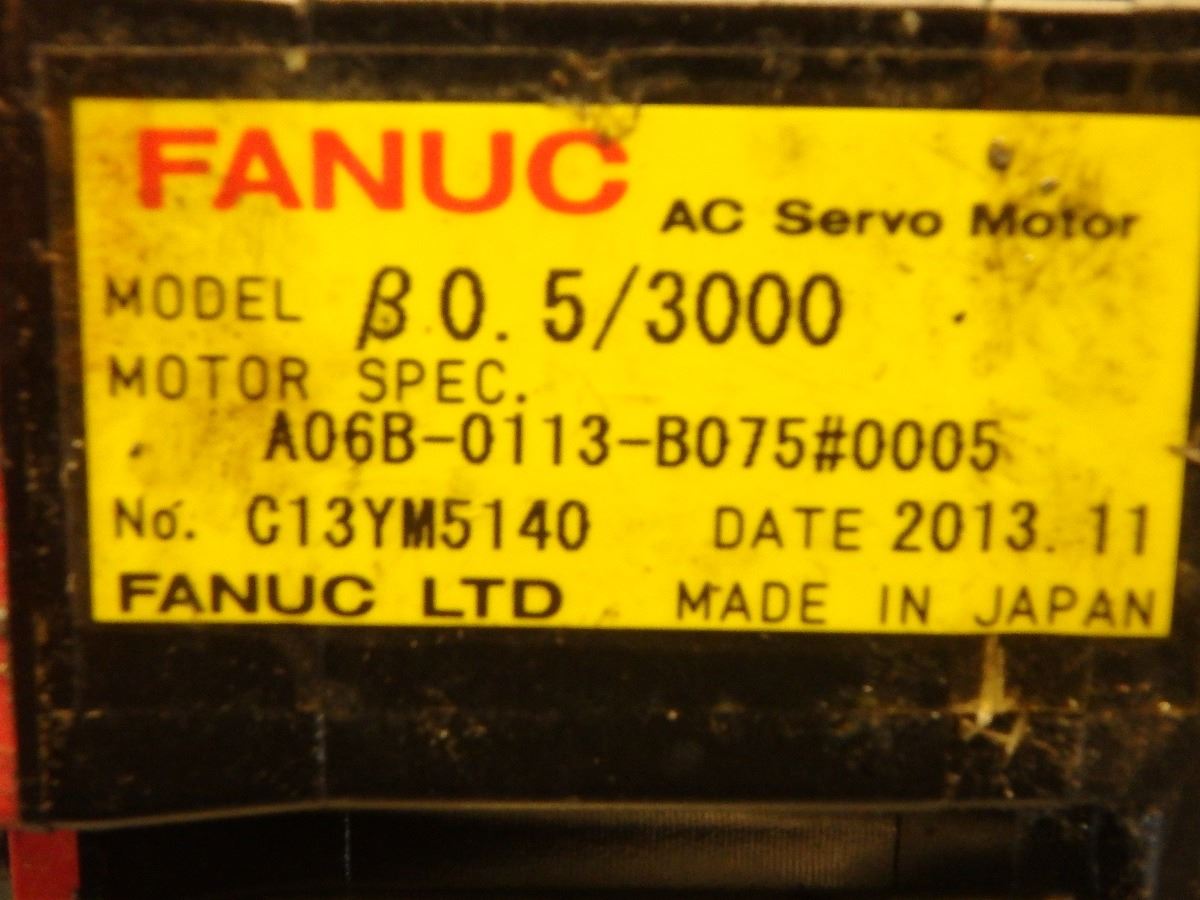 FANUC AC Servo Motor
MODEL β0.5/3000
MOTOR SPEC.
A06B-0113-B075#0005
No. C13YM5140 DATE 2013.11
FANUC LTD MADE IN JAPAN